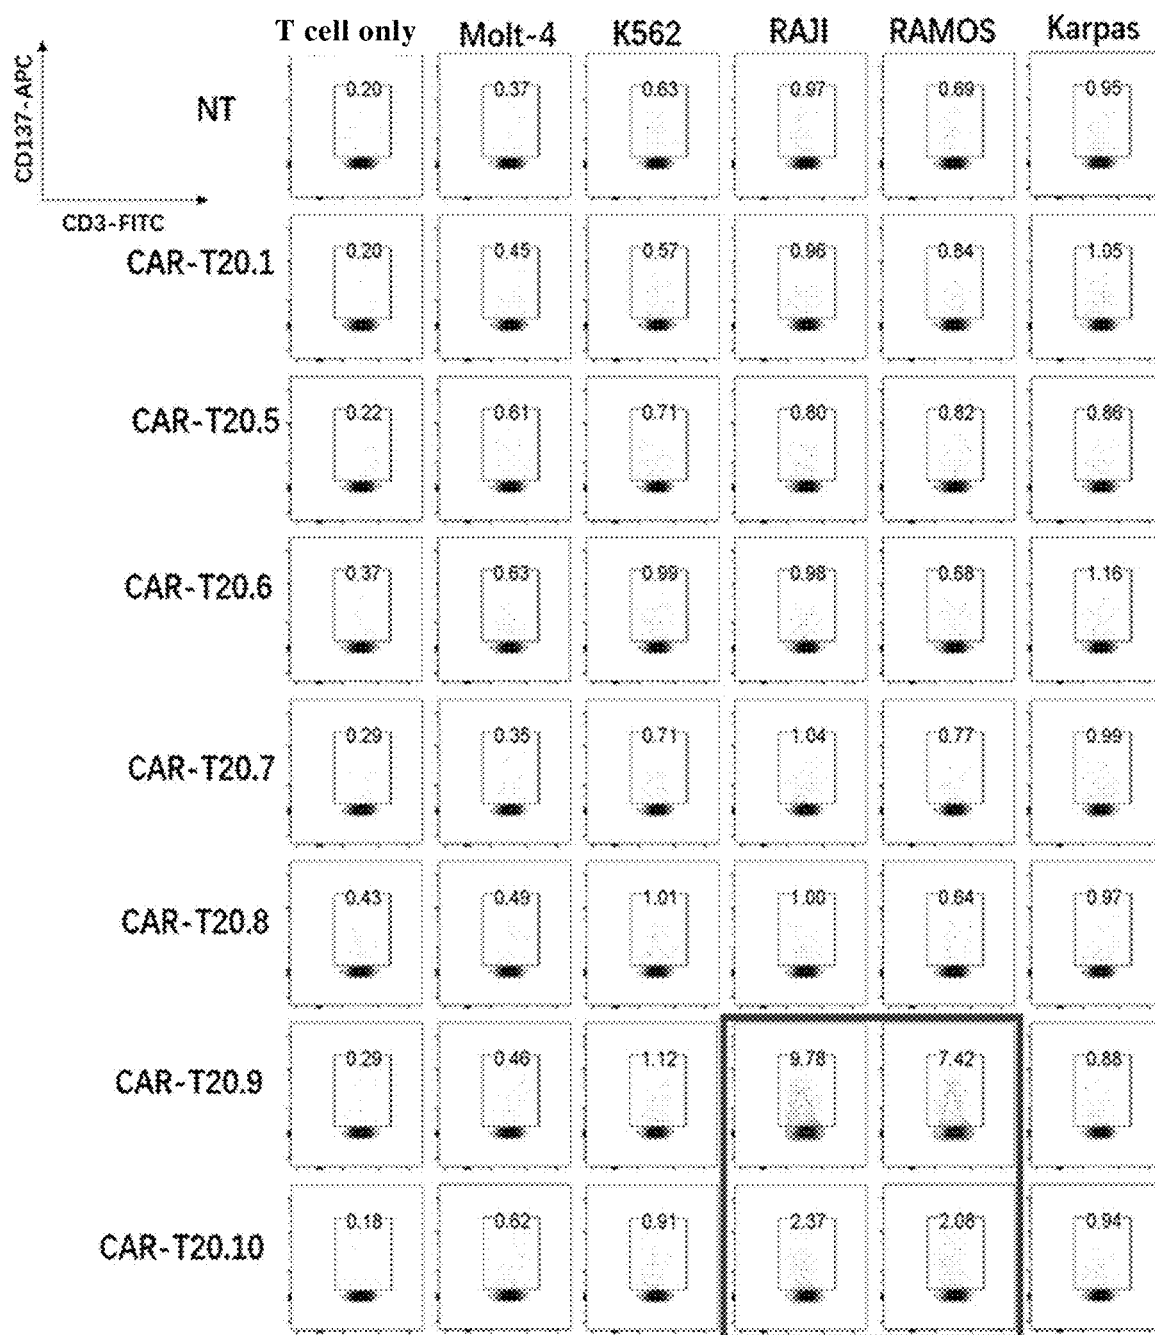 T cell only Molt-4 K562 RAJI RAMOS Karpas
CD137-APC
CD3-FITC
NT 0.20 0.37 0.63 0.97 0.69 0.95
CAR-T20.1 0.20 0.45 0.57 0.96 0.84 1.05
CAR-T20.5 0.22 0.61 0.71 0.80 0.82 0.86
CAR-T20.6 0.37 0.63 0.99 0.98 0.58 1.16
CAR-T20.7 0.29 0.35 0.71 1.04 0.77 0.99
CAR-T20.8 0.43 0.49 1.01 1.00 0.64 0.97
CAR-T20.9 0.29 0.46 1.12 9.78 7.42 0.88
CAR-T20.10 0.18 0.62 0.91 2.37 2.08 0.94